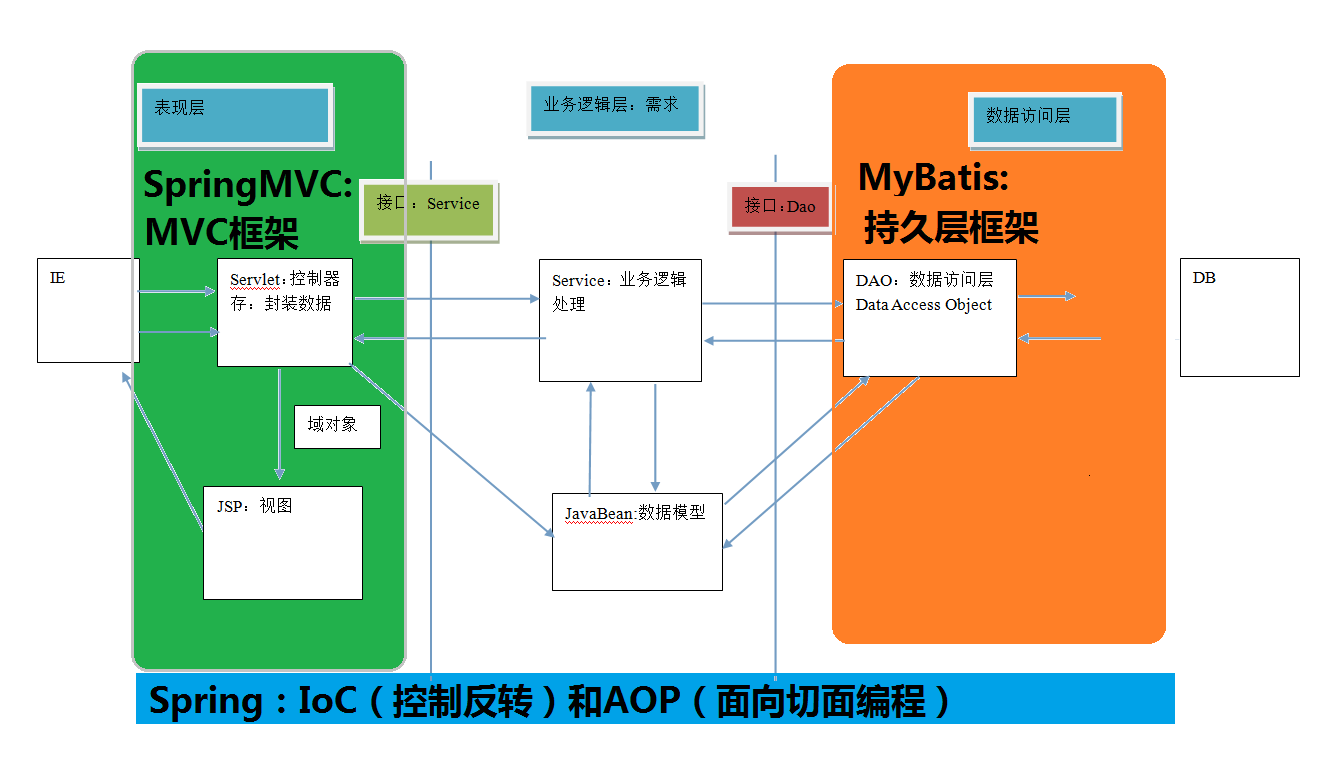 表现层
业务逻辑层：需求
数据访问层
SpringMVC:
MVC框架
接口：Service
接口:Dao
MyBatis:
持久层框架
IE
Servlet:控制器
存：封装数据
Service：业务逻辑
处理
DAO：数据访问层
Data Access Object
DB
域对象
JSP：视图
JavaBean:数据模型
Spring：IoC（控制反转）和AOP（面向切面编程）